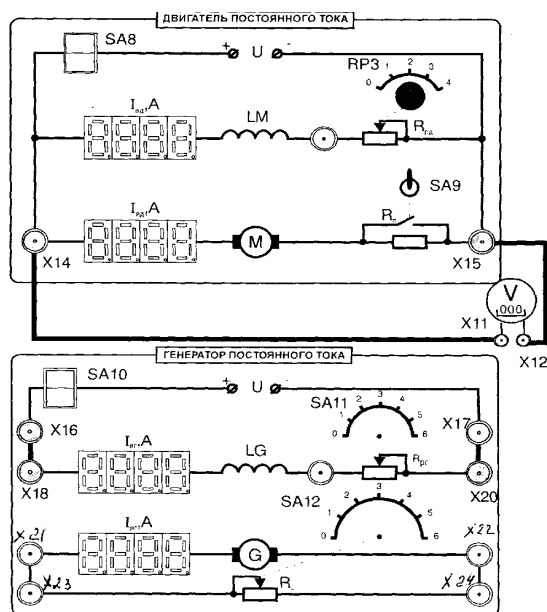 ДВИГАТЕЛЬ ПОСТОЯННОГО ТОКА
SA8
+ U -
RP3
0 1 2 3 4
Iвд,A
LM
Rрд
SA9
Iяд,A
M
Rп
X14
X15
V
X11
X12
ГЕНЕРАТОР ПОСТОЯННОГО ТОКА
SA10
+ U
SA11
0 1 2 3 4 5 6
X16
X17
Iвг,A
LG
Rрг
X18
X20
SA12
0 1 2 3 4 5 6
X21
Iяг,A
G
X22
X23
R
X24